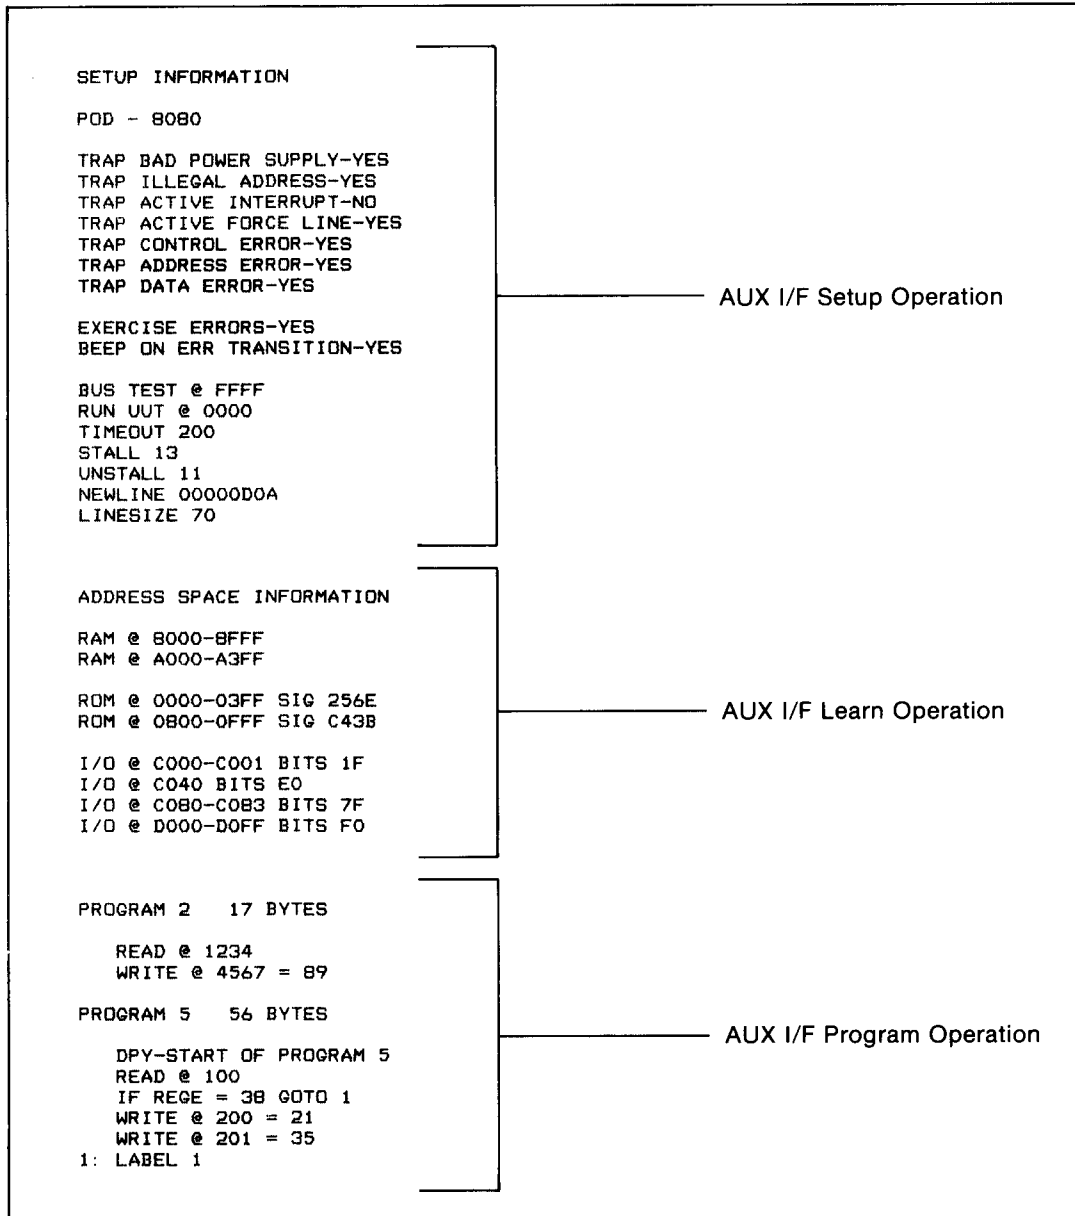 SETUP INFORMATION
POD - 8080
TRAP BAD POWER SUPPLY-YES
TRAP ILLEGAL ADDRESS-YES
TRAP ACTIVE INTERRUPT-NO
TRAP ACTIVE FORCE LINE-YES
TRAP CONTROL ERROR-YES
TRAP ADDRESS ERROR-YES
TRAP DATA ERROR-YES
EXERCISE ERRORS-YES
BEEP ON ERR TRANSITION-YES
BUS TEST @ FFFF
RUN UUT @ 0000
TIMEOUT 200
STALL 13
UNSTALL 11
NEWLINE 00000D0A
LINESIZE 70
AUX I/F Setup Operation
ADDRESS SPACE INFORMATION
RAM @ 8000-8FFF
RAM @ A000-A3FF
ROM @ 0000-03FF SIG 256E
ROM @ 0800-0FFF SIG C43B
I/O @ C000-C001 BITS 1F
I/O @ C040 BITS E0
I/O @ C080-C083 BITS 7F
I/O @ D000-D0FF BITS F0
AUX I/F Learn Operation
PROGRAM 2   17 BYTES
READ @ 1234
WRITE @ 4567 = 89
PROGRAM 5   56 BYTES
DPY-START OF PROGRAM 5
READ @ 100
IF REGE = 38 GOTO 1
WRITE @ 200 = 21
WRITE @ 201 = 35
1: LABEL 1
AUX I/F Program Operation